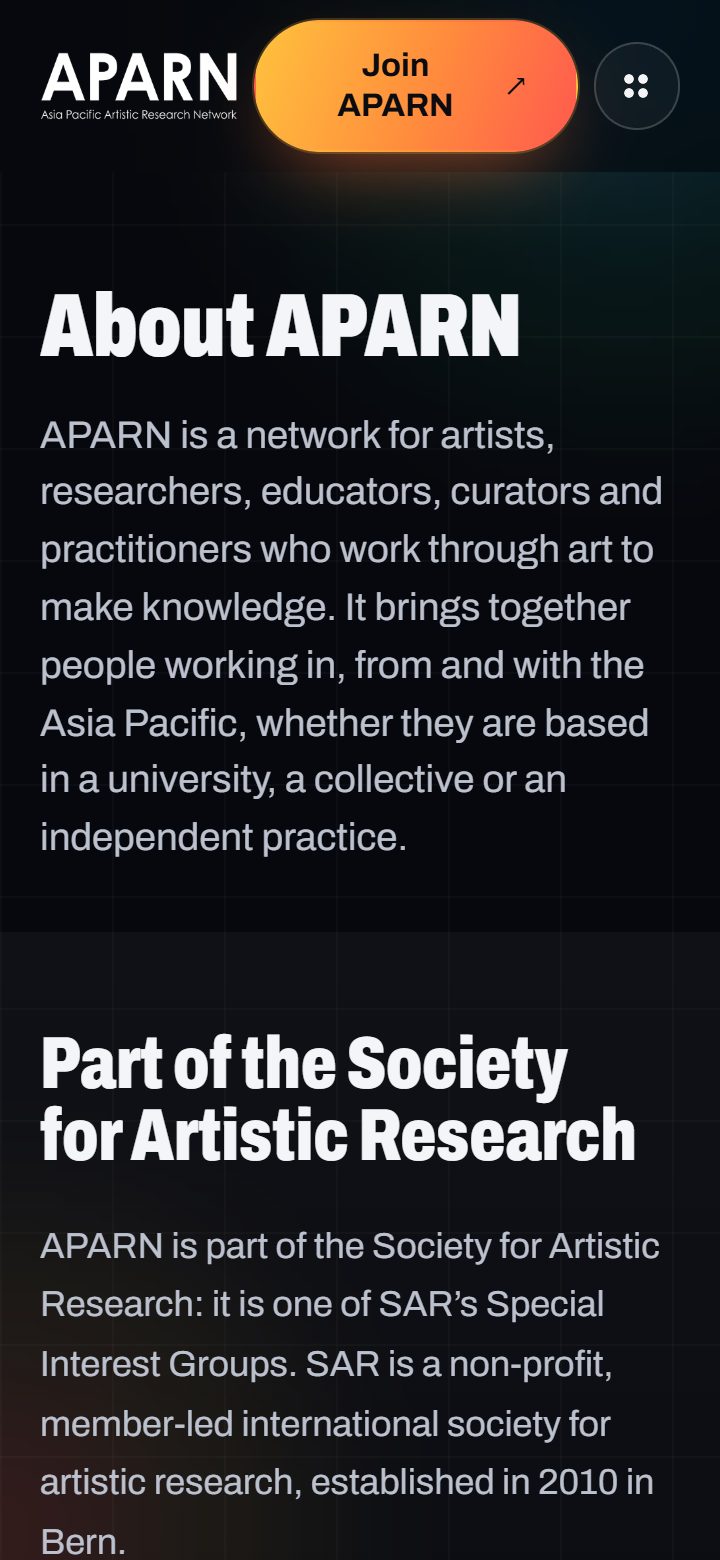 APARN
Asia Pacific Artistic Research Network
Join
APARN ↗
About APARN
APARN is a network for artists,
researchers, educators, curators and
practitioners who work through art to
make knowledge. It brings together
people working in, from and with the
Asia Pacific, whether they are based
in a university, a collective or an
independent practice.
Part of the Society
for Artistic Research
APARN is part of the Society for Artistic
Research: it is one of SAR’s Special
Interest Groups. SAR is a non-profit,
member-led international society for
artistic research, established in 2010 in
Bern.